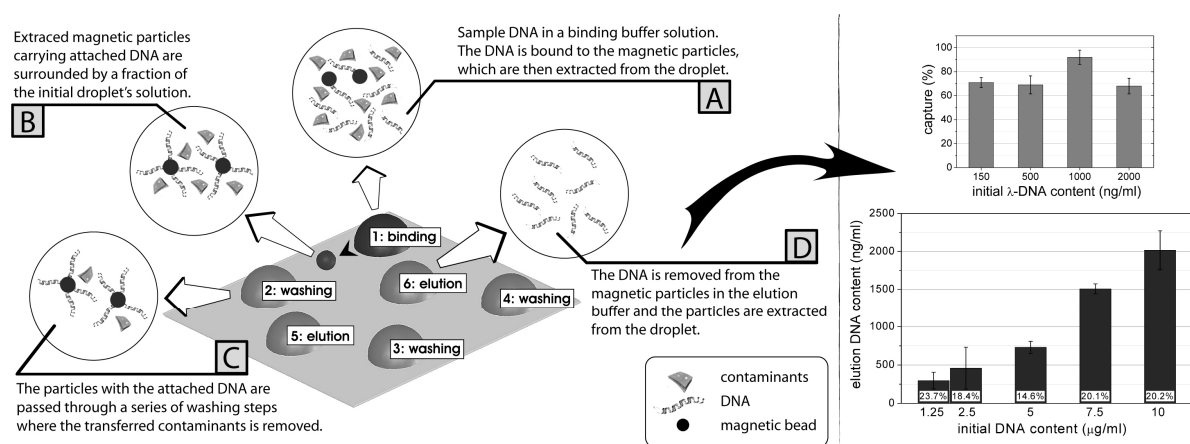 Extraced magnetic particles
carrying attached DNA are
surrounded by a fraction of
the initial droplet's solution.
B
Sample DNA in a binding buffer solution.
The DNA is bound to the magnetic particles,
which are then extracted from the droplet.
A
1: binding
2: washing
6: elution
4: washing
5: elution
3: washing
D
The DNA is removed from the
magnetic particles in the elution
buffer and the particles are extracted
from the droplet.
C
The particles with the attached DNA are
passed through a series of washing steps
where the transferred contaminants is removed.
contaminants
DNA
magnetic bead
capture (%)
100
80
60
40
20
0
150 500 1000 2000
initial λ-DNA content (ng/ml)
elution DNA content (ng/ml)
2500
2000
1500
1000
500
0
23.7% 18.4% 14.6% 20.1% 20.2%
1.25 2.5 5 7.5 10
initial DNA content (μg/ml)